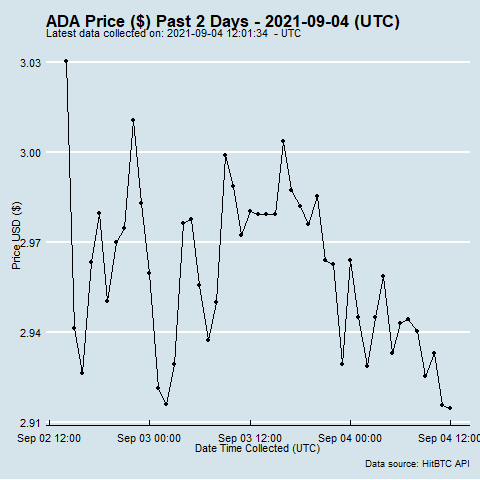 ADA Price ($) Past 2 Days - 2021-09-04 (UTC)
Latest data collected on: 2021-09-04 12:01:34 - UTC
3.03
3.00
2.97
Price USD ($)
2.94
2.91
Sep 02 12:00 Sep 03 00:00 Sep 03 12:00 Sep 04 00:00 Sep 04 12:00
Date Time Collected (UTC)
Data source: HitBTC API